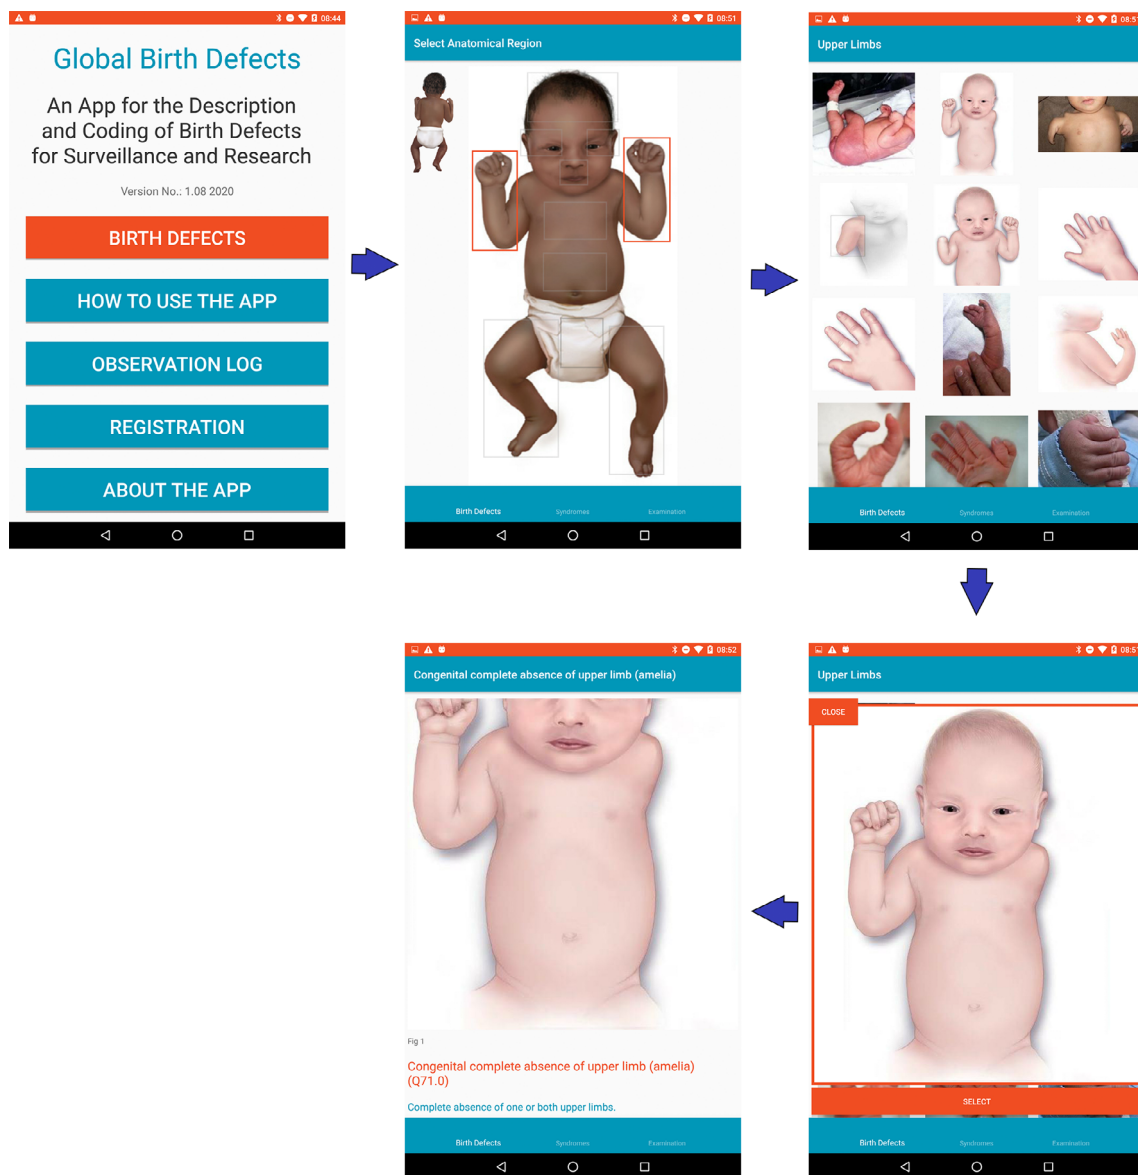 08:44
Global Birth Defects
An App for the Description
and Coding of Birth Defects
for Surveillance and Research
Version No.: 1.08 2020
BIRTH DEFECTS
HOW TO USE THE APP
OBSERVATION LOG
REGISTRATION
ABOUT THE APP
08:51
Select Anatomical Region
Birth Defects Syndromes Examination
Upper Limbs
Birth Defects Syndromes Examination
Upper Limbs
CLOSE
SELECT
Birth Defects Syndromes Examination
08:52
Congenital complete absence of upper limb (amelia)
Fig 1
Congenital complete absence of upper limb (amelia)
(Q71.0)
Complete absence of one or both upper limbs.
Birth Defects Syndromes Examination